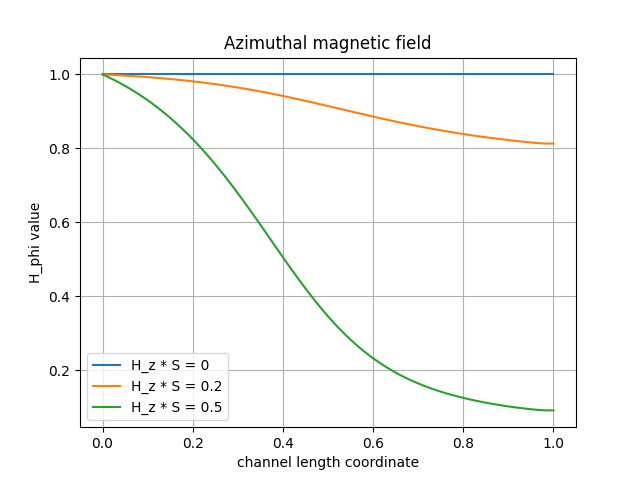 Azimuthal magnetic field
H_phi value
1.0
0.8
0.6
0.4
0.2
H_z * S = 0
H_z * S = 0.2
H_z * S = 0.5
0.0 0.2 0.4 0.6 0.8 1.0
channel length coordinate